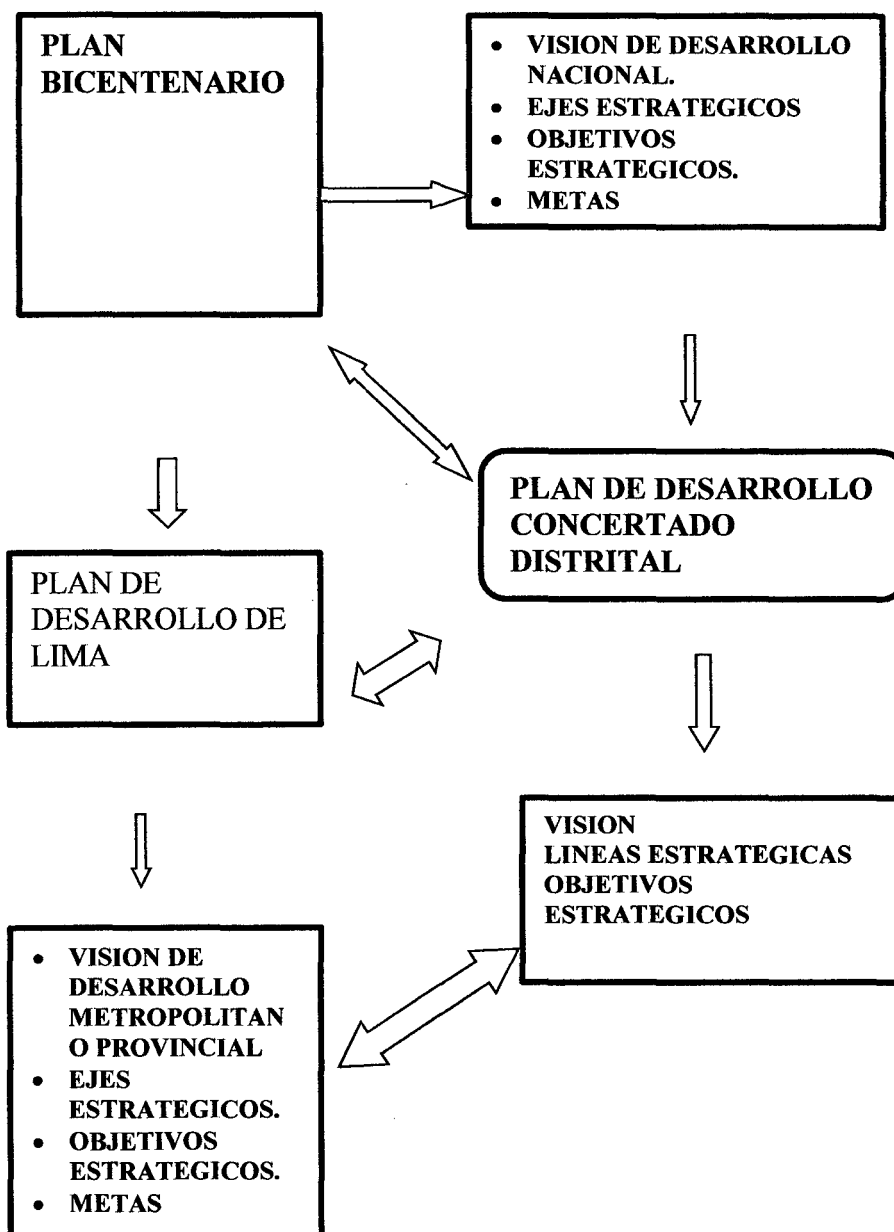 PLAN
BICENTENARIO
• VISION DE DESARROLLO
NACIONAL.
• EJES ESTRATEGICOS
• OBJETIVOS
ESTRATEGICOS.
• METAS
PLAN DE DESARROLLO
CONCERTADO
DISTRITAL
PLAN DE
DESARROLLO DE
LIMA
VISION
LINEAS ESTRATEGICAS
OBJETIVOS
ESTRATEGICOS
• VISION DE
DESARROLLO
METROPOLITAN
O PROVINCIAL
• EJES
ESTRATEGICOS.
• OBJETIVOS
ESTRATEGICOS.
• METAS